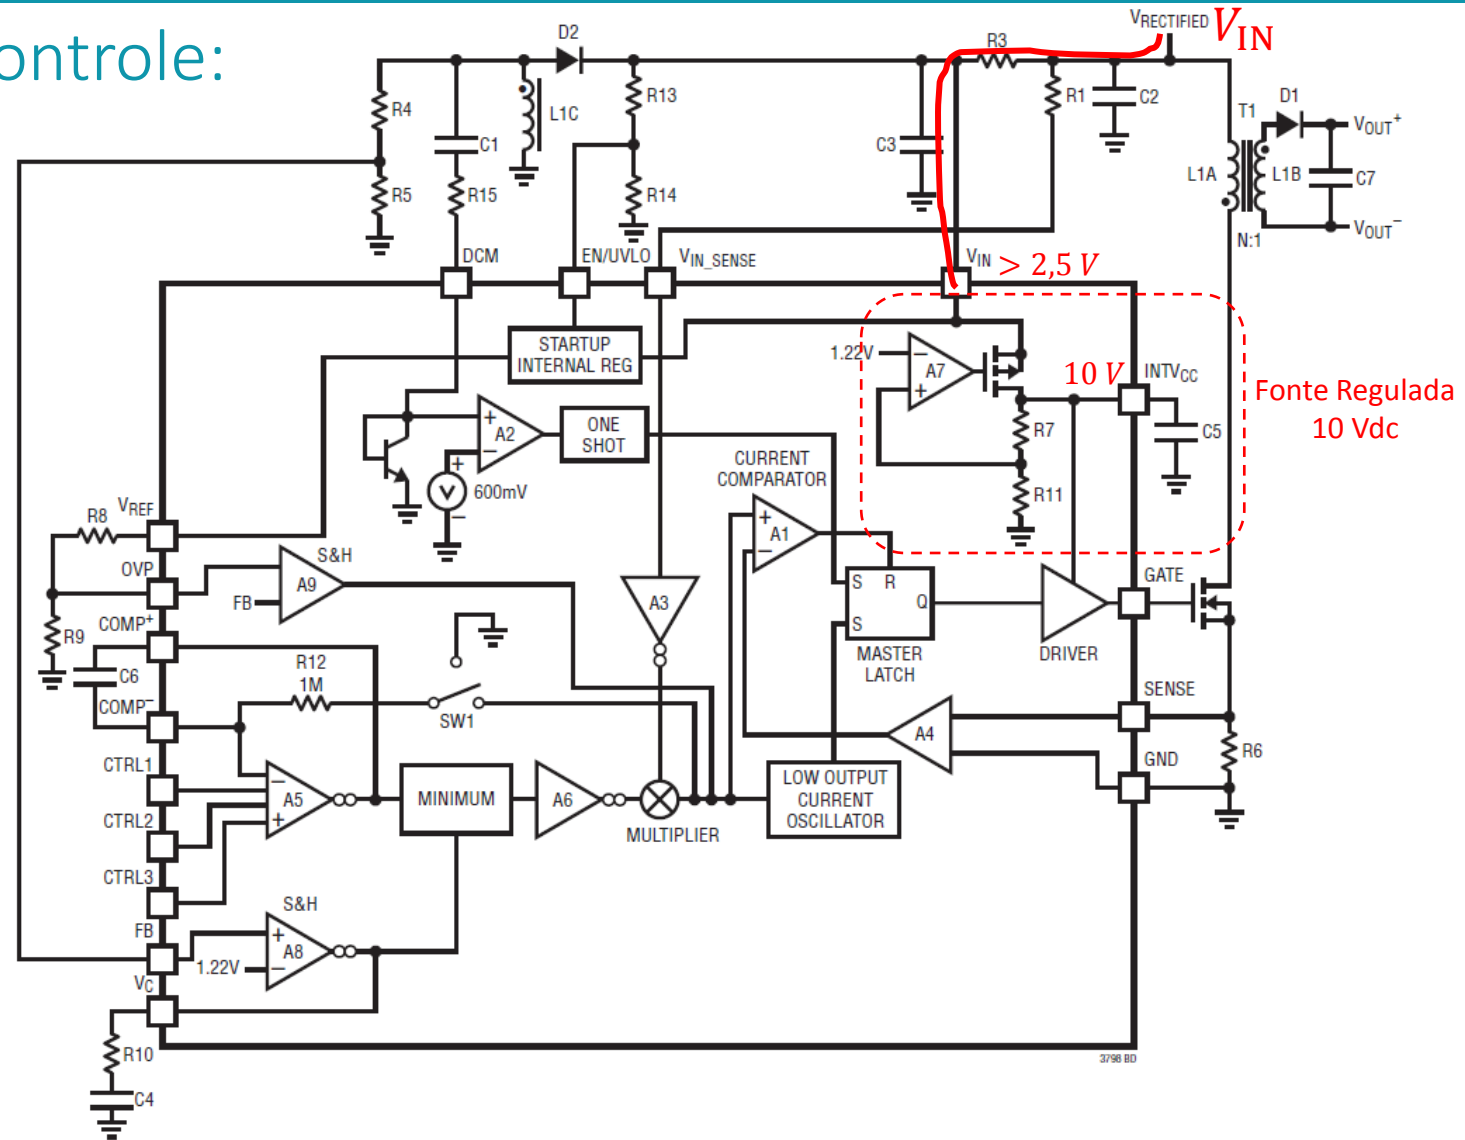 ontrole:
VRECTIFIED VIN
D2
R3
R4
R13
R1
C2
T1
D1
VOUT+
L1C
C1
C3
L1A
L1B
C7
R5
R15
R14
N:1
VOUT−
DCM
EN/UVLO
VIN_SENSE
VIN > 2,5 V
STARTUP
INTERNAL REG
1.22V
−
A7
+
10 V
INTVCC
Fonte Regulada
10 Vdc
R7
C5
+
A2
−
ONE
SHOT
+
V
−
600mV
CURRENT
COMPARATOR
R11
VREF
R8
+
A1
−
OVP
S&H
A9
FB
A3
S
R
Q
S
MASTER
LATCH
DRIVER
GATE
R9
COMP+
C6
R12
1M
COMP−
SW1
SENSE
A4
R6
GND
CTRL1
−
A5
+
MINIMUM
A6
MULTIPLIER
LOW OUTPUT
CURRENT
OSCILLATOR
CTRL2
CTRL3
S&H
FB
+
A8
1.22V
−
VC
R10
3798 BD
C4